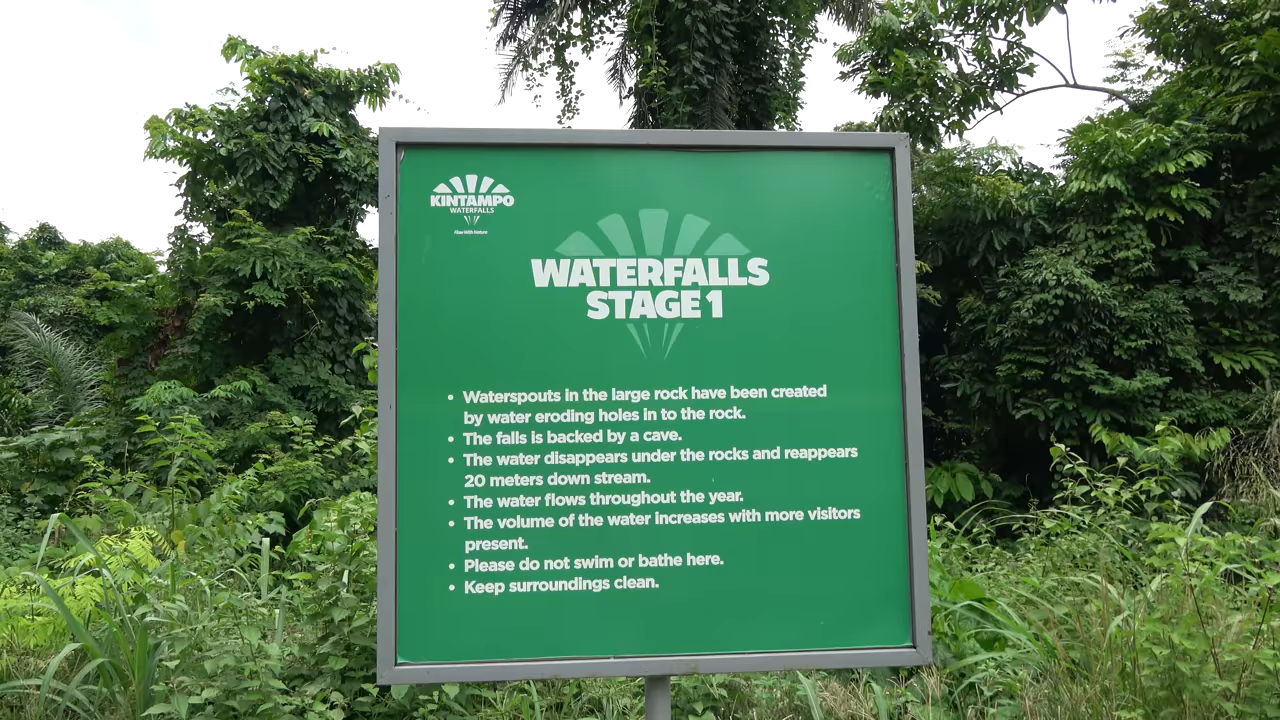 KINTAMPO
WATERFALLS
Flow With Nature
WATERFALLS
STAGE 1
• Waterspouts in the large rock have been created
by water eroding holes in to the rock.
• The falls is backed by a cave.
• The water disappears under the rocks and reappears
20 meters down stream.
• The water flows throughout the year.
• The volume of the water increases with more visitors
present.
• Please do not swim or bathe here.
• Keep surroundings clean.